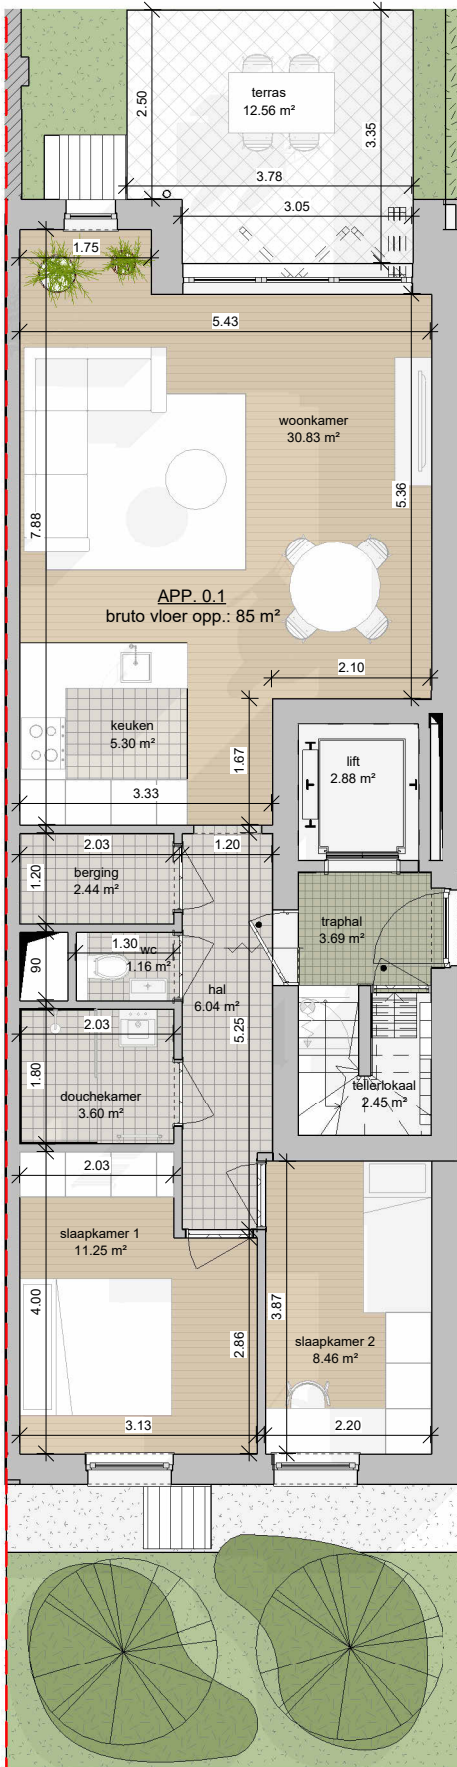 2.50
terras
12.56 m²
3.35
3.78
3.05
1.75
5.43
woonkamer
30.83 m²
7.88
5.36
APP. 0.1
bruto vloer opp.: 85 m²
2.10
keuken
5.30 m²
1.67
lift
2.88 m²
3.33
2.03
1.20
1.20
berging
2.44 m²
traphal
3.69 m²
1.30
wc
1.16 m²
90
hal
6.04 m²
5.25
2.03
1.80
douchekamer
3.60 m²
tellerlokaal
2.45 m²
2.03
slaapkamer 1
11.25 m²
4.00
3.87
2.86
slaapkamer 2
8.46 m²
3.13
2.20